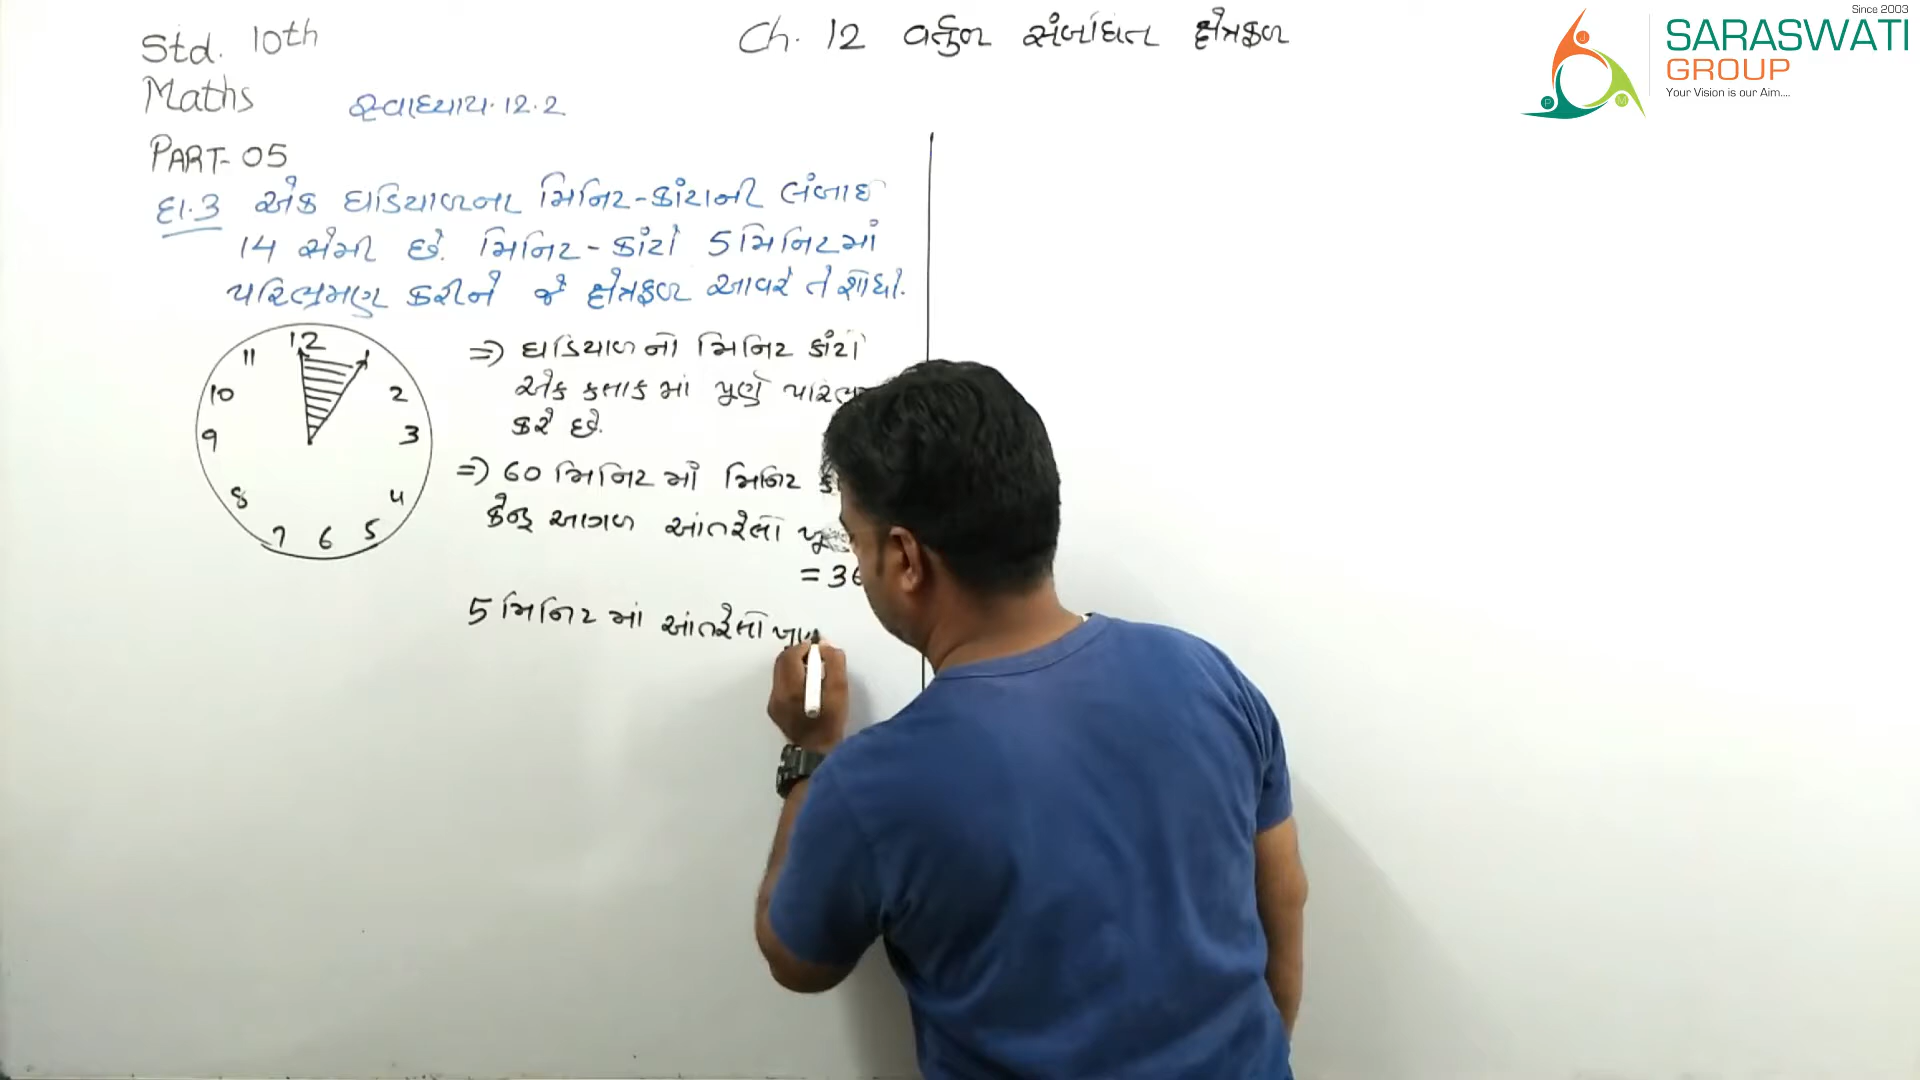 Std. 10th
Maths
PART-05
Ch. 12 વર્તુળ સંબંધિત ક્ષેત્રફળ
સ્વાધ્યાય.12.2
દા.3 એક ઘડિયાળના મિનિટ-કાંટાની લંબાઈ
14 સેમી છે. મિનિટ-કાંટો 5 મિનિટમાં
પરિભ્રમણ કરીને જે ક્ષેત્રફળ આવરે તે શોધો.
12
11 1
10 2
9 3
8 4
7 6 5
=> ઘડિયાળ નો મિનિટ કાંટો
એક કલાક માં પૂર્ણ
કરે છે.
=> 60 મિનિટ માં મિનિટ
કેન્દ્ર આગળ આંતરેલો
= 36
5 મિનિટ માં આંતરેલો
Since 2003
SARASWATI
GROUP
Your Vision is our Aim....
J
P
M